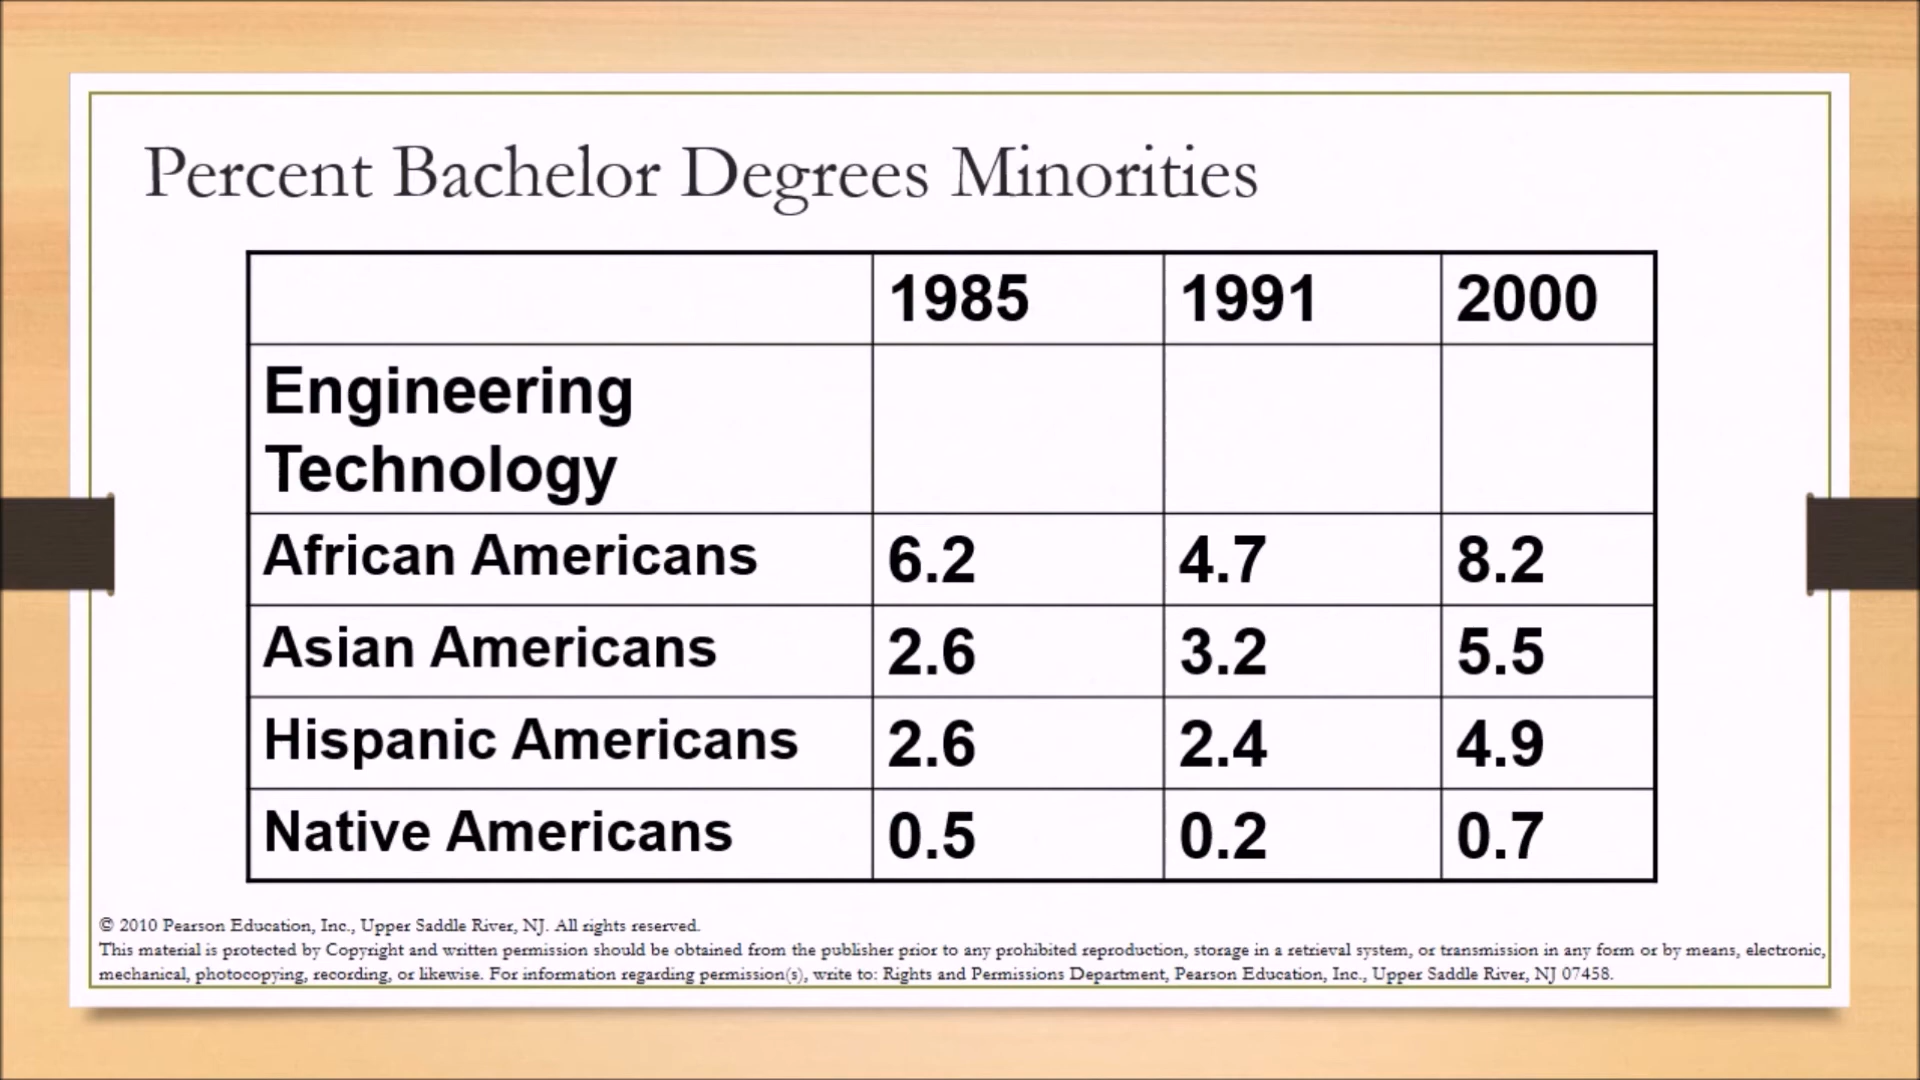 Percent Bachelor Degrees Minorities
1985 1991 2000
Engineering
Technology
African Americans 6.2 4.7 8.2
Asian Americans 2.6 3.2 5.5
Hispanic Americans 2.6 2.4 4.9
Native Americans 0.5 0.2 0.7
© 2010 Pearson Education, Inc., Upper Saddle River, NJ. All rights reserved.
This material is protected by Copyright and written permission should be obtained from the publisher prior to any prohibited reproduction, storage in a retrieval system, or transmission in any form or by means, electronic,
mechanical, photocopying, recording, or likewise. For information regarding permission(s), write to: Rights and Permissions Department, Pearson Education, Inc., Upper Saddle River, NJ 07458.